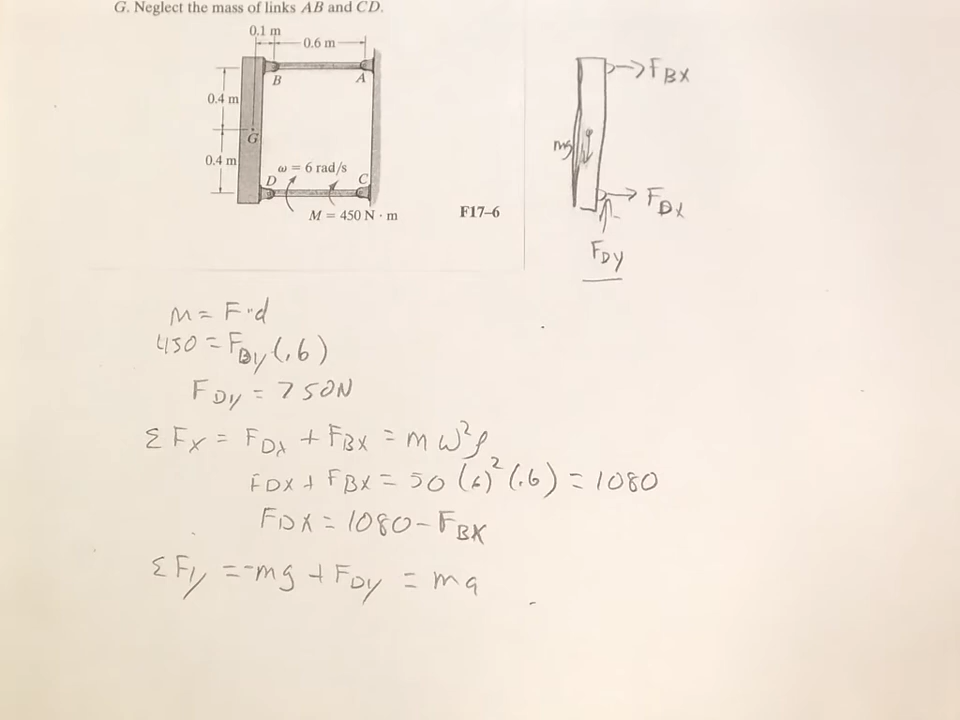 G. Neglect the mass of links AB and CD.
0.1 m
0.6 m
B
A
0.4 m
G
0.4 m
ω = 6 rad/s
D
C
M = 450 N · m
F17–6
FBX
mg
FDX
FDY
M = F·d
450 = FDy (.6)
FDy = 750N
ΣFx = FDx + FBX = mω²ρ
FDX + FBX = 50 (6)² (.6) = 1080
FDX = 1080 - FBX
ΣFy = -mg + FDy = ma